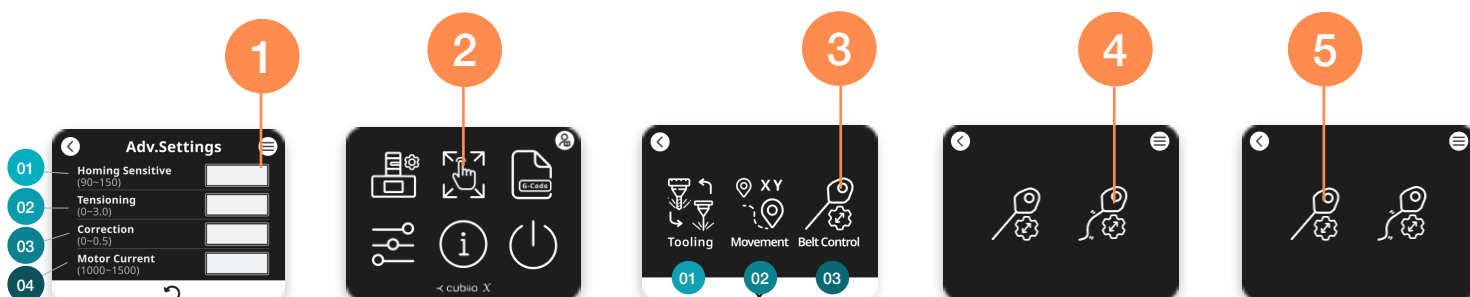 1
2
3
4
5
Adv.Settings
01
Homing Sensitive
(90~150)
02
Tensioning
(0~3.0)
03
Correction
(0~0.5)
04
Motor Current
(1000~1500)
G-Code
cubiio X
X Y
Tooling
Movement
Belt Control
01
02
03